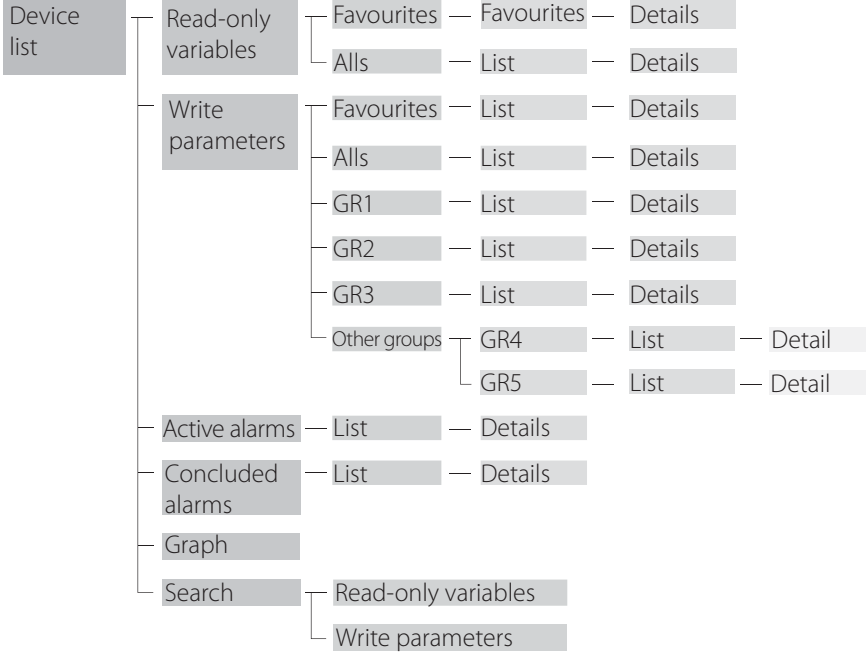 Device
list
Read-only
variables
Favourites
Favourites
Details
Alls
List
Details
Write
parameters
Favourites
List
Details
Alls
List
Details
GR1
List
Details
GR2
List
Details
GR3
List
Details
Other groups
GR4
List
Detail
GR5
List
Detail
Active alarms
List
Details
Concluded
alarms
List
Details
Graph
Search
Read-only variables
Write parameters